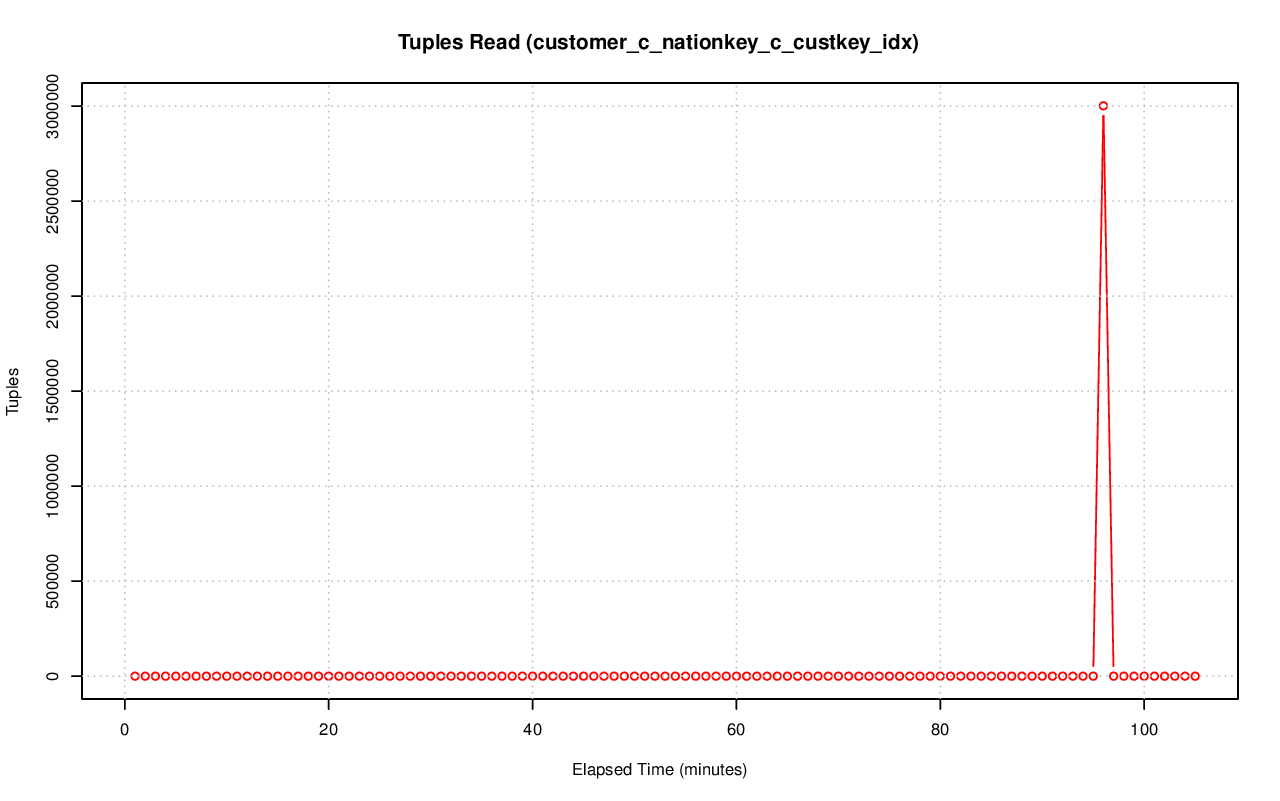 Tuples Read (customer_c_nationkey_c_custkey_idx)
3000000
2500000
2000000
1500000
1000000
500000
0
Tuples
0 20 40 60 80 100
Elapsed Time (minutes)